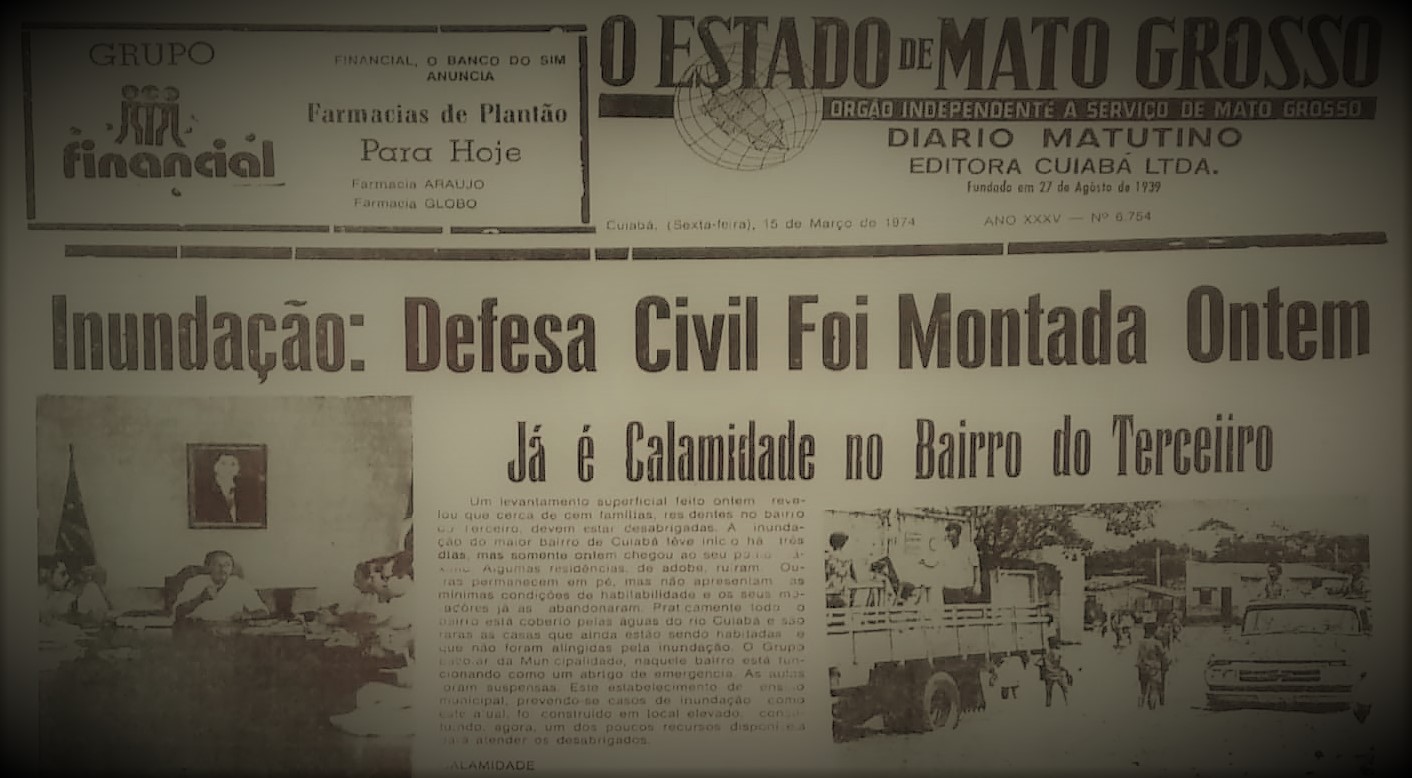 GRUPO
financial
FINANCIAL, O BANCO DO SIM
ANUNCIA
Farmacias de Plantão
Para Hoje
Farmacia ARAUJO
Farmacia GLOBO
O ESTADO DE MATO GROSSO
ORGÃO INDEPENDENTE A SERVIÇO DE MATO GROSSO
DIARIO MATUTINO
EDITORA CUIABÁ LTDA.
Fundado em 27 de Agôsto de 1939
Cuiabá, (Sexta-feira), 15 de Março de 1974
ANO XXXV — Nº 6.754
Inundação: Defesa Civil Foi Montada Ontem
Já é Calamidade no Bairro do Terceiiro
Um levantamento superficial feito ontem reve-
lou que cerca de cem famílias, residentes no bairro
do Terceiro, devem estar desabrigadas. A inunda-
ção do maior bairro de Cuiabá têve início há três
dias, mas somente ontem chegou ao seu
Algumas residências, de adobe, ruiram. Ou-
ras permanecem em pé, mas não apresentam as
mínimas condições de habitabilidade e os seus mo-
adôres já as abandonaram. Praticamente todo o
bairro está coberto pelas águas do rio Cuiabá e são
raras as casas que ainda estão sendo habitadas e
que não foram atingidas pela inundação. O Grupo
da Municipalidade, naquele bairro está fun-
cionando como um abrigo de emergência. As aulas
oram suspensas. Este estabelecimento de ensino
municipal, prevendo-se casos de inundação como
este atual, foi construido em local elevado,
tuindo, agora, um dos poucos recursos
para atender os desabrigados.
ALAMIDADE